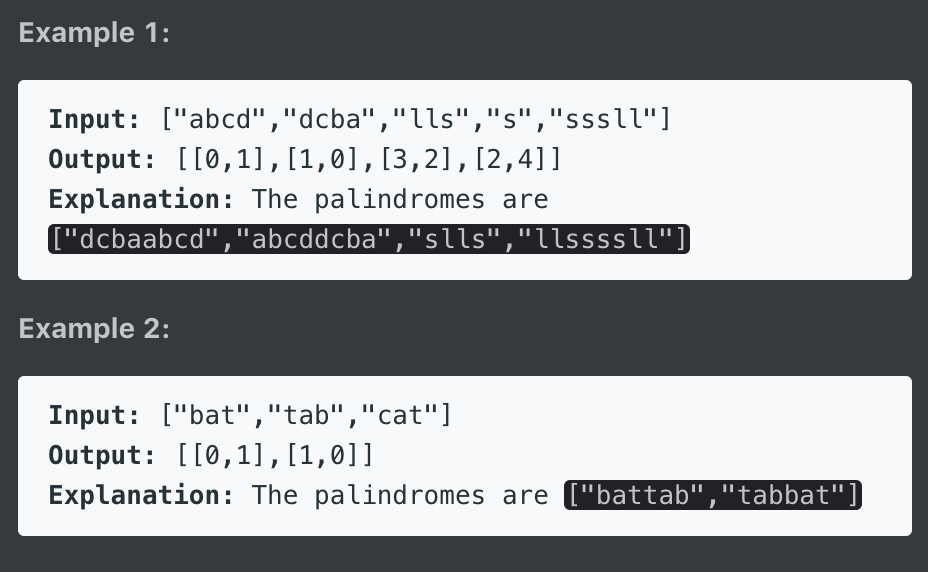 Example 1:
Input: ["abcd","dcba","lls","s","sssll"]
Output: [[0,1],[1,0],[3,2],[2,4]]
Explanation: The palindromes are
["dcbaabcd","abcddcba","slls","llssssll"]
Example 2:
Input: ["bat","tab","cat"]
Output: [[0,1],[1,0]]
Explanation: The palindromes are ["battab","tabbat"]